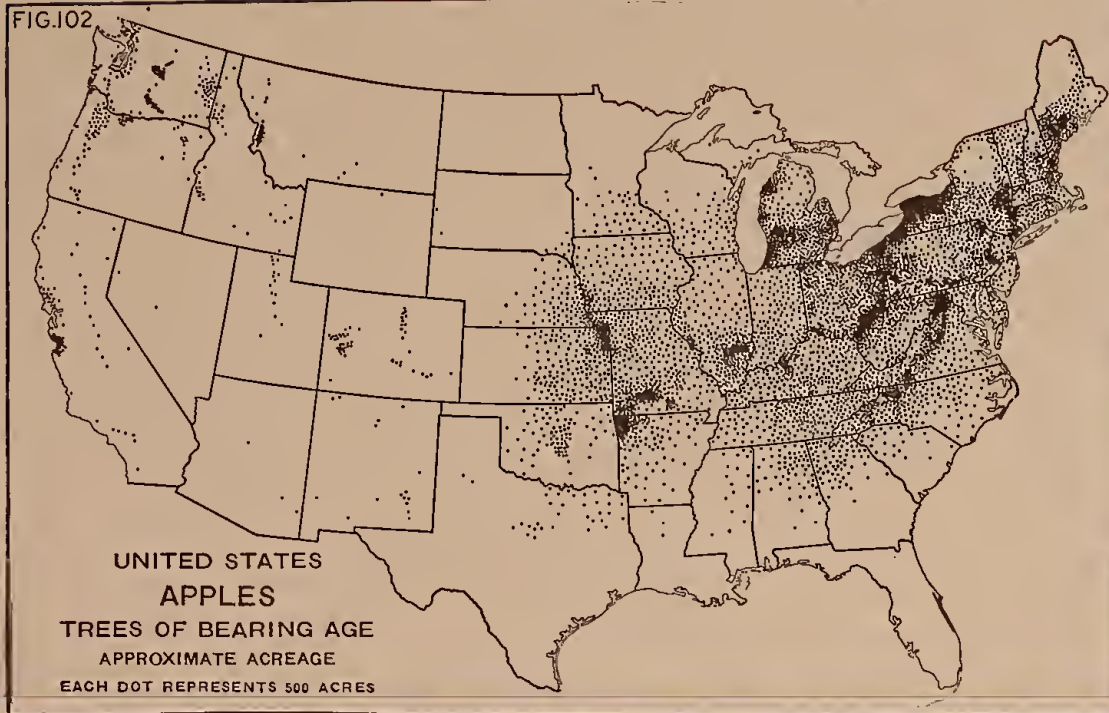 FIG.102
UNITED STATES
APPLES
TREES OF BEARING AGE
APPROXIMATE ACREAGE
EACH DOT REPRESENTS 500 ACRES